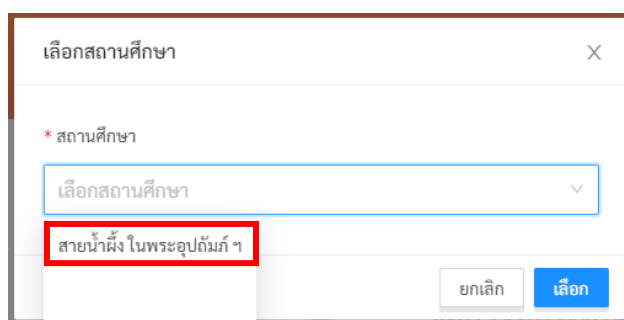 เลือกสถานศึกษา
* สถานศึกษา
เลือกสถานศึกษา
สายน้ำผึ้ง ในพระอุปถัมภ์ ฯ
ยกเลิก เลือก